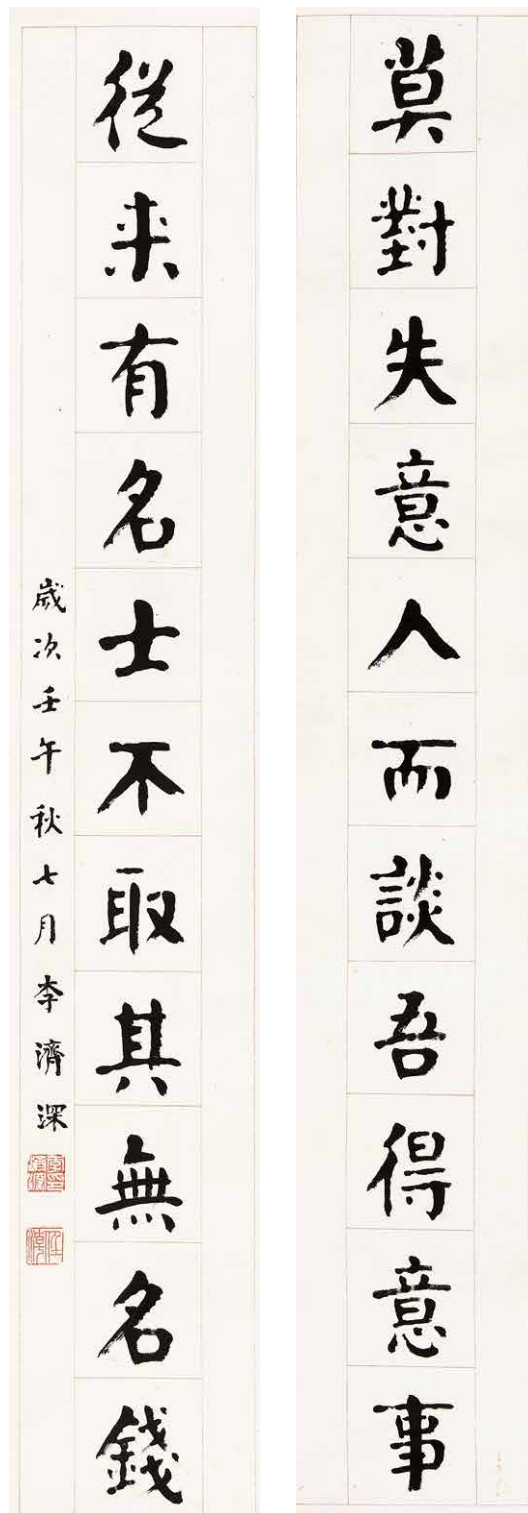 莫對失意人而談吾得意事
從来有名士不取其無名錢
歲次壬午秋七月李濟深